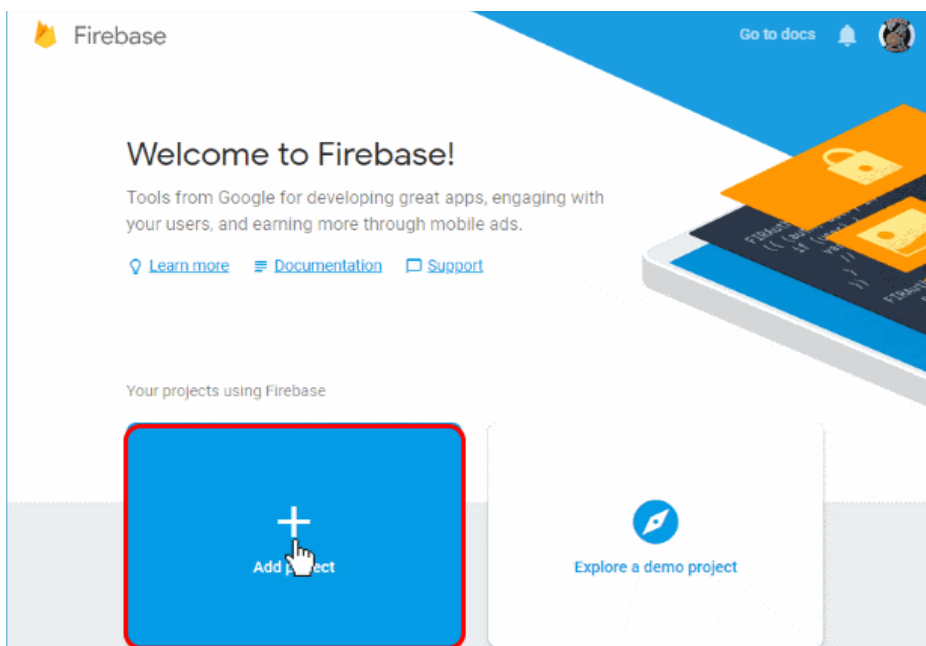 Firebase
Go to docs
Welcome to Firebase!
Tools from Google for developing great apps, engaging with
your users, and earning more through mobile ads.
Learn more Documentation Support
Your projects using Firebase
Add project
Explore a demo project